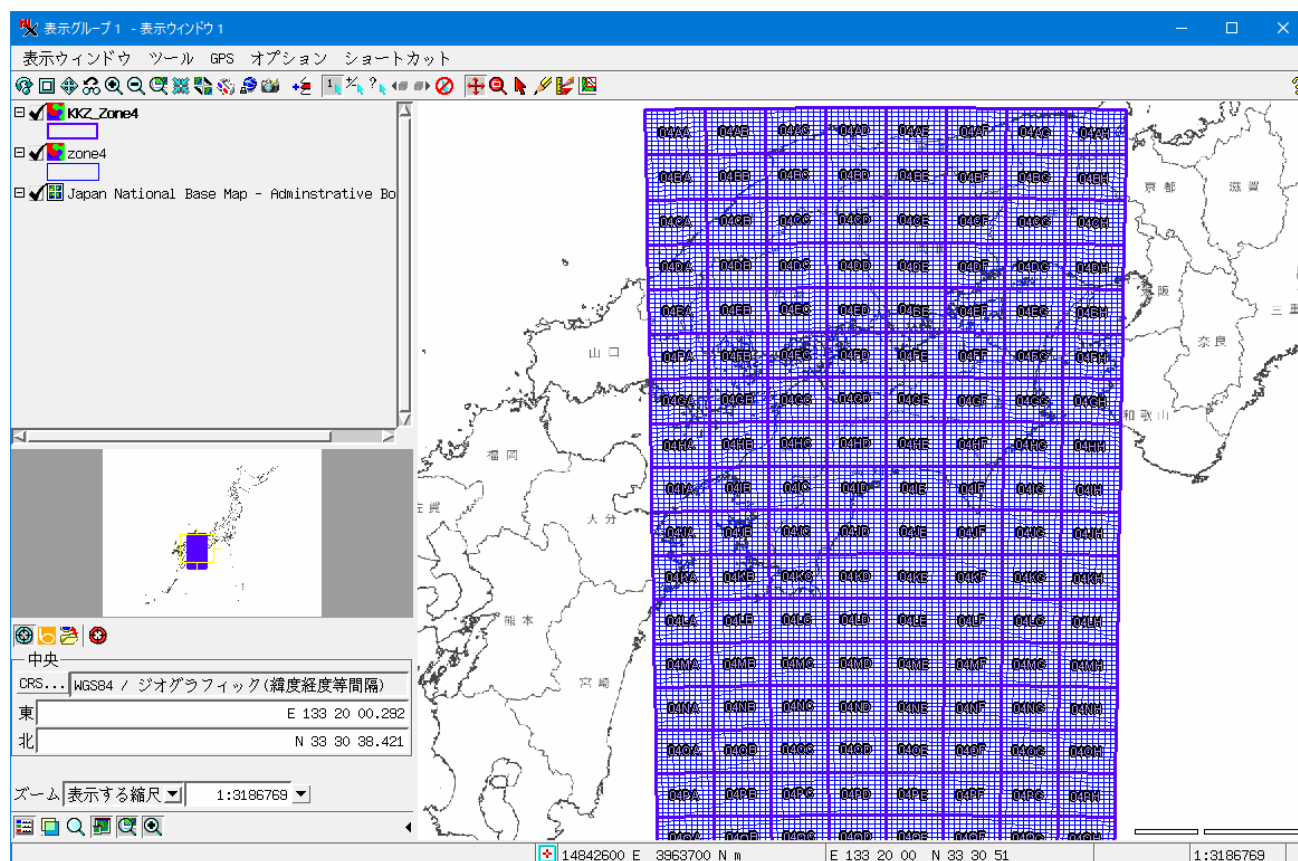 表示グループ1 - 表示ウィンドウ1
表示ウィンドウ ツール GPS オプション ショートカット
KKZ_Zone4
zone4
Japan National Base Map - Adminstrative Bo
中央
CRS... WGS84 / ジオグラフィック(緯度経度等間隔)
東 E 133 20 00.292
北 N 33 30 38.421
ズーム 表示する縮尺 1:3186769
04AA 04AB 04AC 04AD 04AE 04AF 04AG 04AH
04BA 04BB 04BC 04BD 04BE 04BF 04BG 04BH
京都 滋賀
04CA 04CB 04CC 04CD 04CE 04CF 04CG 04CH
04DA 04DB 04DC 04DD 04DE 04DF 04DG 04DH
大阪
04EA 04EB 04EC 04ED 04EE 04EF 04EG 04EH
三重
奈良
山口
04FA 04FB 04FC 04FD 04FE 04FF 04FG 04FH
04GA 04GB 04GC 04GD 04GE 04GF 04GG 04GH
和歌山
04HA 04HB 04HC 04HD 04HE 04HF 04HG 04HH
福岡
04IA 04IB 04IC 04ID 04IE 04IF 04IG 04IH
佐賀
大分
04JA 04JB 04JC 04JD 04JE 04JF 04JG 04JH
04KA 04KB 04KC 04KD 04KE 04KF 04KG 04KH
熊本
04LA 04LB 04LC 04LD 04LE 04LF 04LG 04LH
04MA 04MB 04MC 04MD 04ME 04MF 04MG 04MH
宮崎
04NA 04NB 04NC 04ND 04NE 04NF 04NG 04NH
04OA 04OB 04OC 04OD 04OE 04OF 04OG 04OH
04PA 04PB 04PC 04PD 04PE 04PF 04PG 04PH
04QA 04QB 04QC 04QD 04QE 04QF 04QG 04QH
14842600 E 3963700 N m
E 133 20 00 N 33 30 51
1:3186769